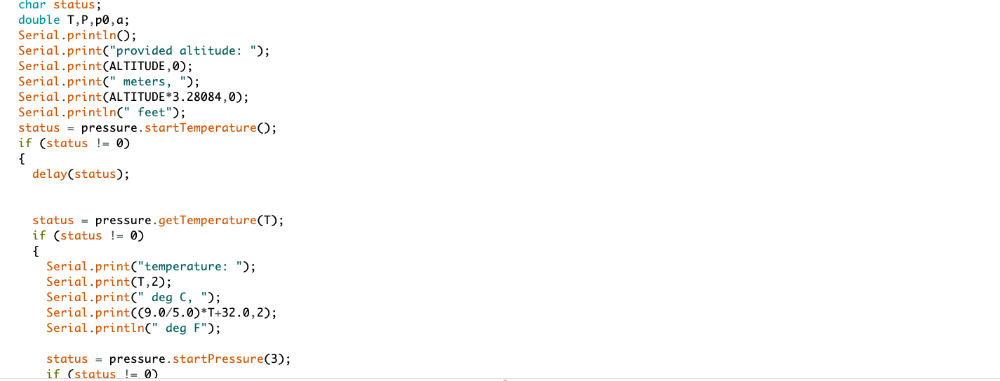 char status;
double T,P,p0,a;
Serial.println();
Serial.print("provided altitude: ");
Serial.print(ALTITUDE,0);
Serial.print(" meters, ");
Serial.print(ALTITUDE*3.28084,0);
Serial.println(" feet");
status = pressure.startTemperature();
if (status != 0)
{
  delay(status);
  status = pressure.getTemperature(T);
  if (status != 0)
  {
    Serial.print("temperature: ");
    Serial.print(T,2);
    Serial.print(" deg C, ");
    Serial.print((9.0/5.0)*T+32.0,2);
    Serial.println(" deg F");
    status = pressure.startPressure(3);
    if (status != 0)